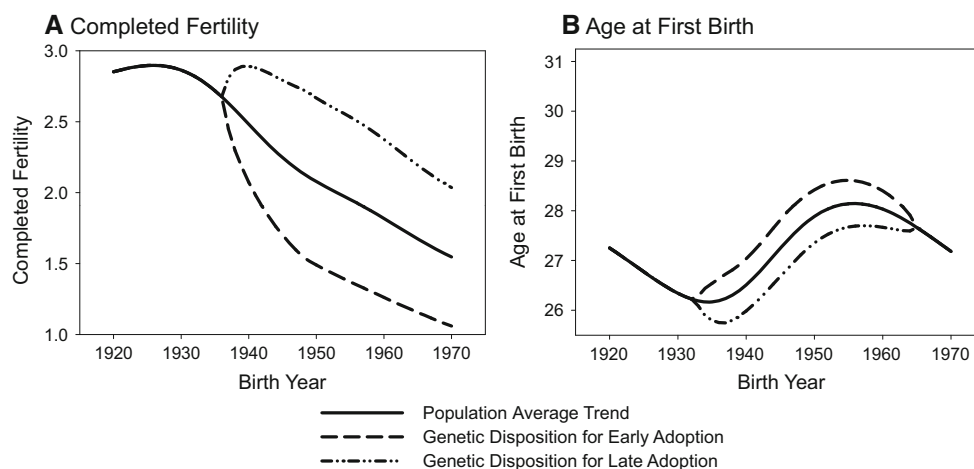 A Completed Fertility
3.0
2.5
2.0
1.5
1.0
Completed Fertility
1920 1930 1940 1950 1960 1970
Birth Year
B Age at First Birth
31
29
28
27
26
Age at First Birth
1920 1930 1940 1950 1960 1970
Birth Year
Population Average Trend
Genetic Disposition for Early Adoption
Genetic Disposition for Late Adoption